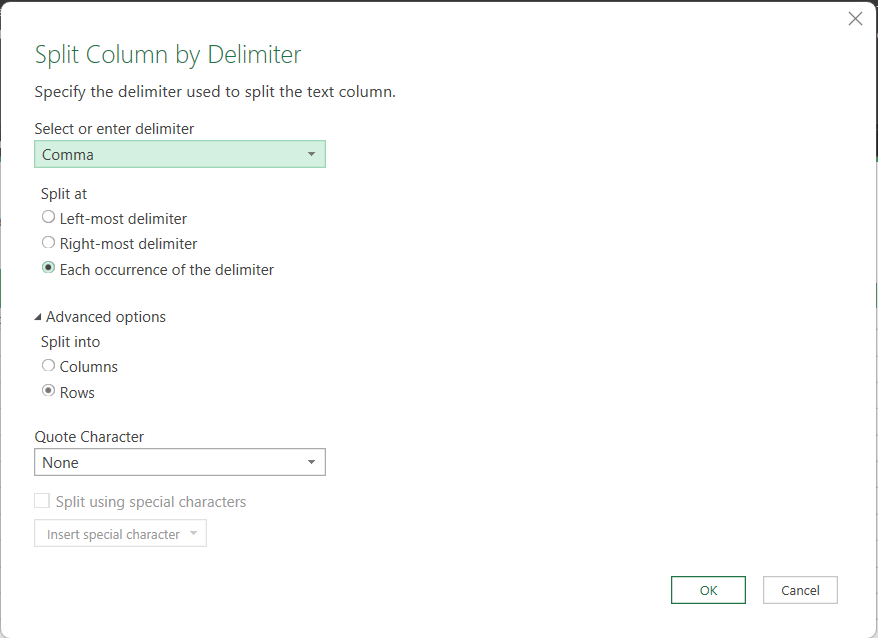 Split Column by Delimiter
Specify the delimiter used to split the text column.
Select or enter delimiter
Comma
Split at
Left-most delimiter
Right-most delimiter
Each occurrence of the delimiter
Advanced options
Split into
Columns
Rows
Quote Character
None
Split using special characters
Insert special character
OK
Cancel